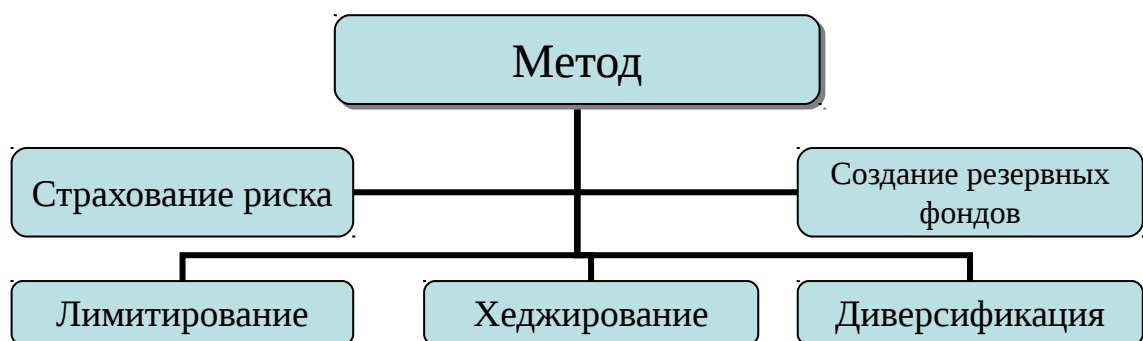 Метод
Страхование риска
Создание резервных
фондов
Лимитирование
Хеджирование
Диверсификация